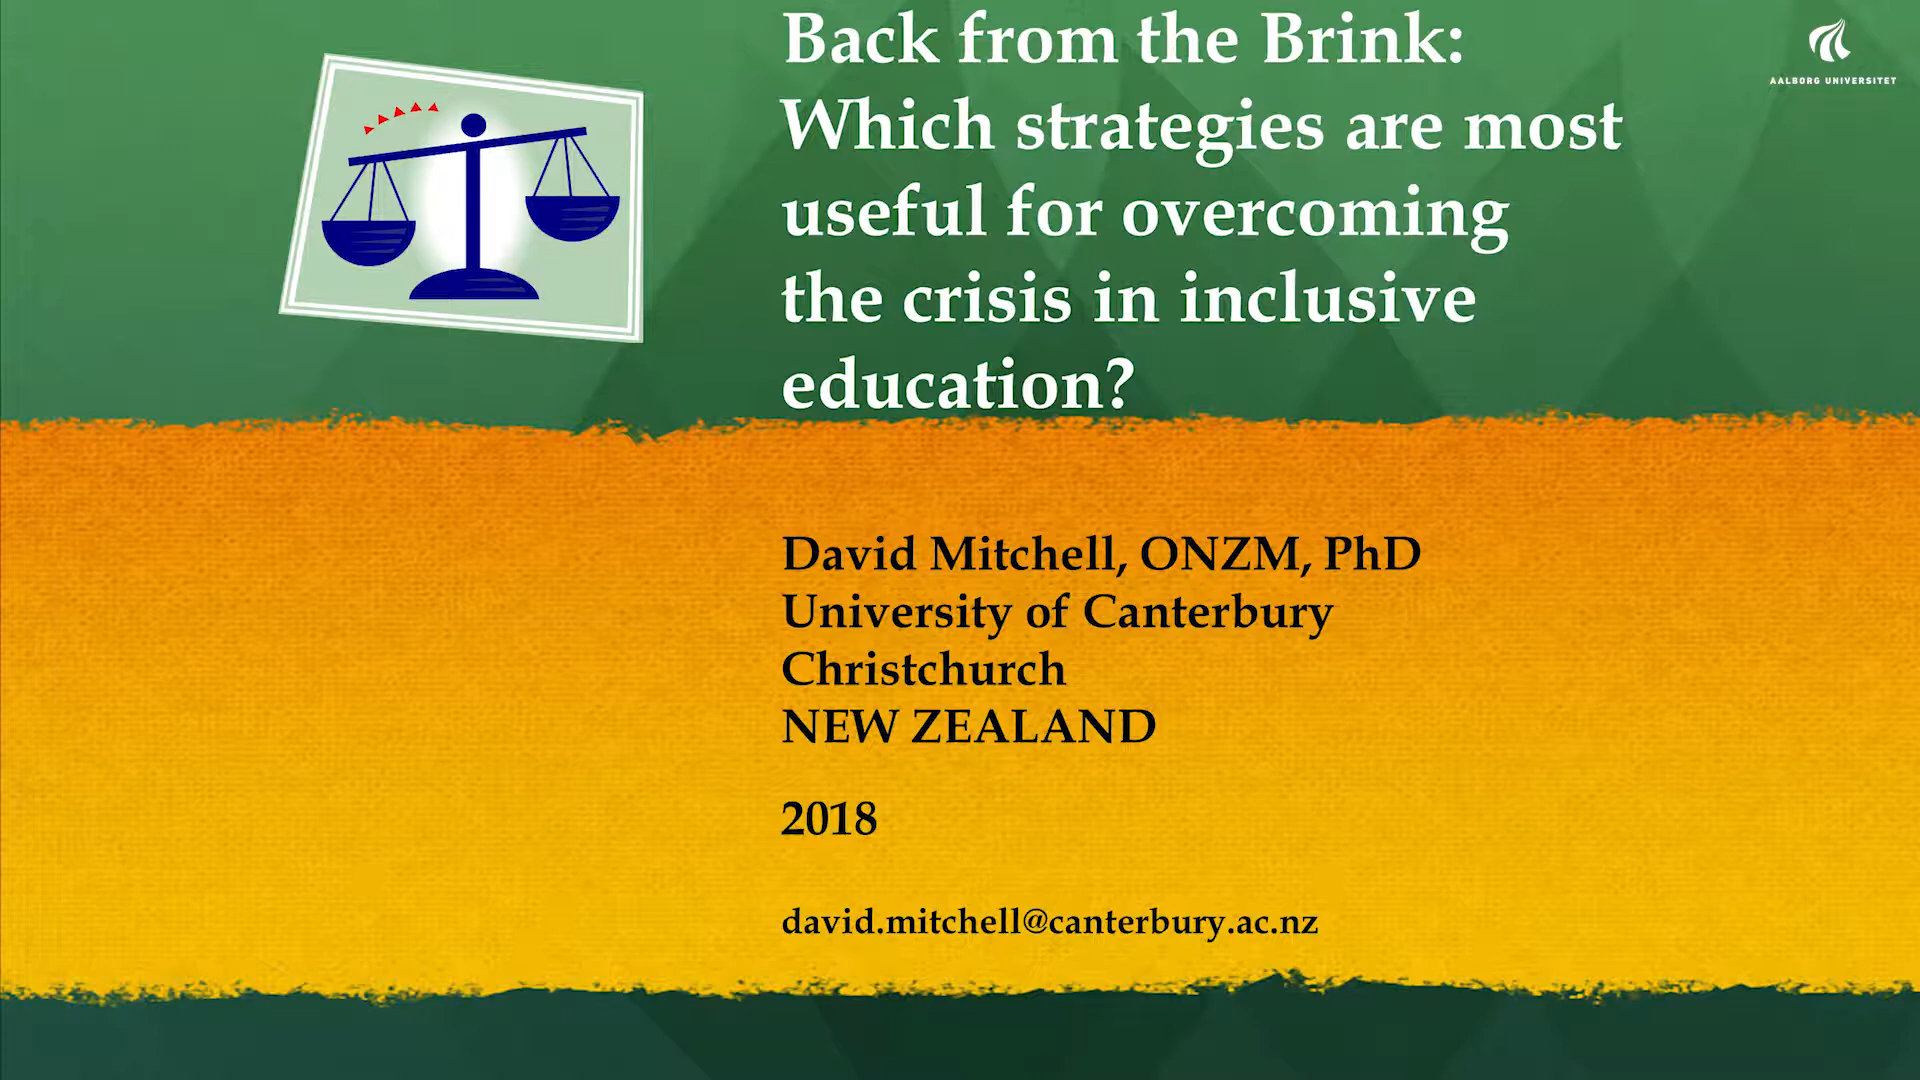 Back from the Brink:
Which strategies are most
useful for overcoming
the crisis in inclusive
education?
AALBORG UNIVERSITET
David Mitchell, ONZM, PhD
University of Canterbury
Christchurch
NEW ZEALAND
2018
david.mitchell@canterbury.ac.nz